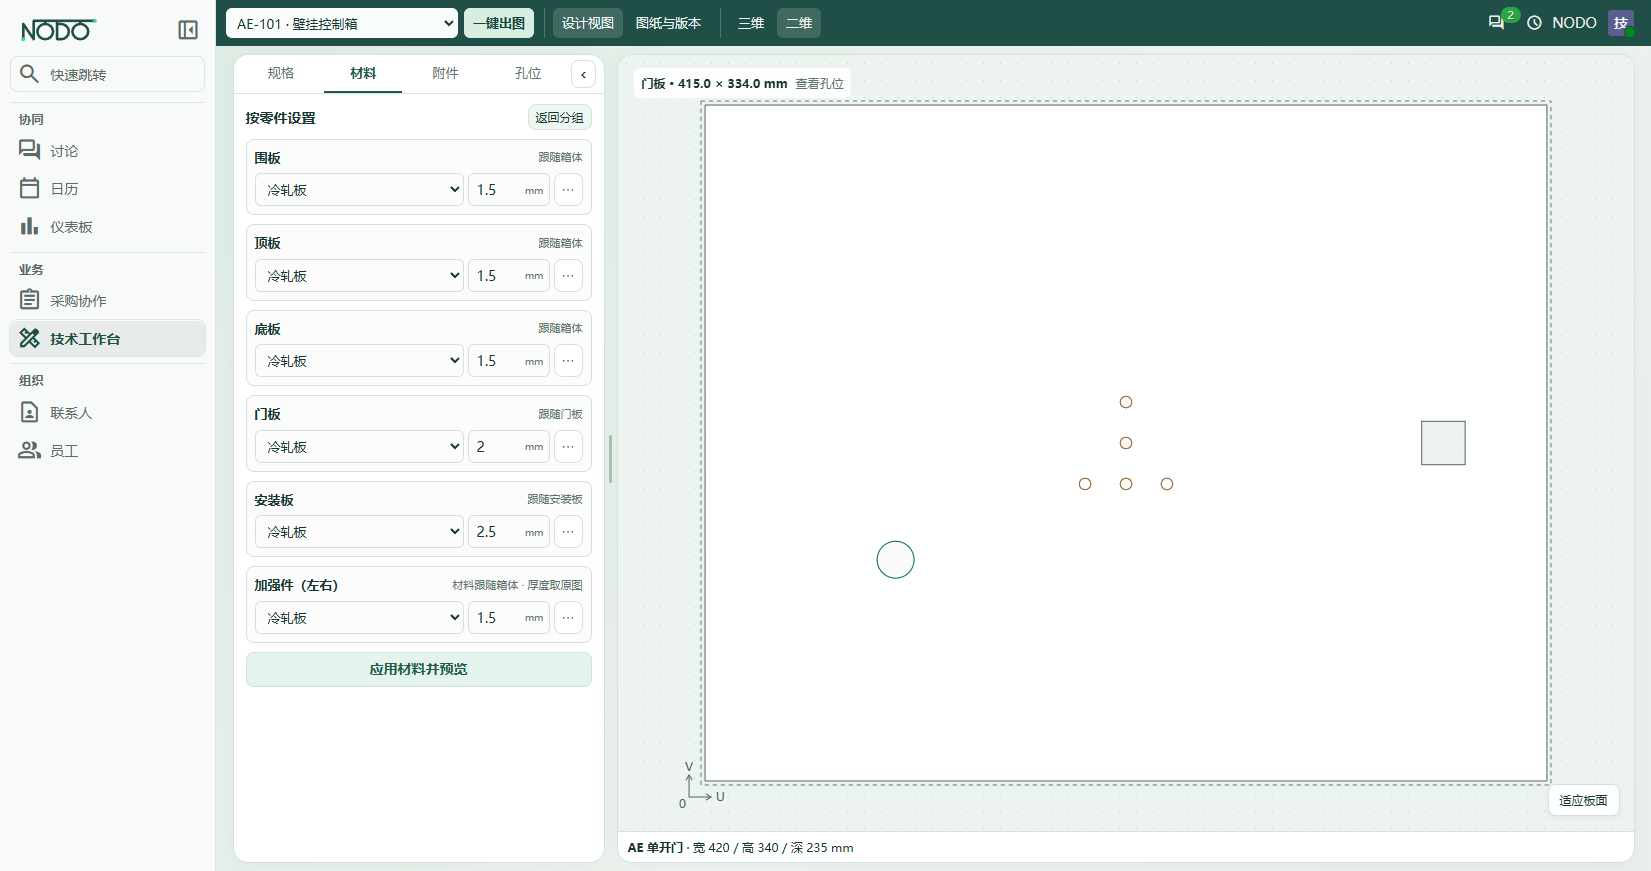 NODO
快速跳转
协同
讨论
日历
仪表板
业务
采购协作
技术工作台
组织
联系人
员工
AE-101 · 壁挂控制箱
一键出图
设计视图
图纸与版本
三维
二维
2
NODO
技
规格
材料
附件
孔位
‹
按零件设置
返回分组
围板
跟随箱体
冷轧板
1.5 mm
···
顶板
跟随箱体
冷轧板
1.5 mm
···
底板
跟随箱体
冷轧板
1.5 mm
···
门板
跟随门板
冷轧板
2 mm
···
安装板
跟随安装板
冷轧板
2.5 mm
···
加强件（左右）
材料跟随箱体 · 厚度取原图
冷轧板
1.5 mm
···
应用材料并预览
门板 • 415.0 × 334.0 mm 查看孔位
V
0
U
适应板面
AE 单开门 · 宽 420 / 高 340 / 深 235 mm